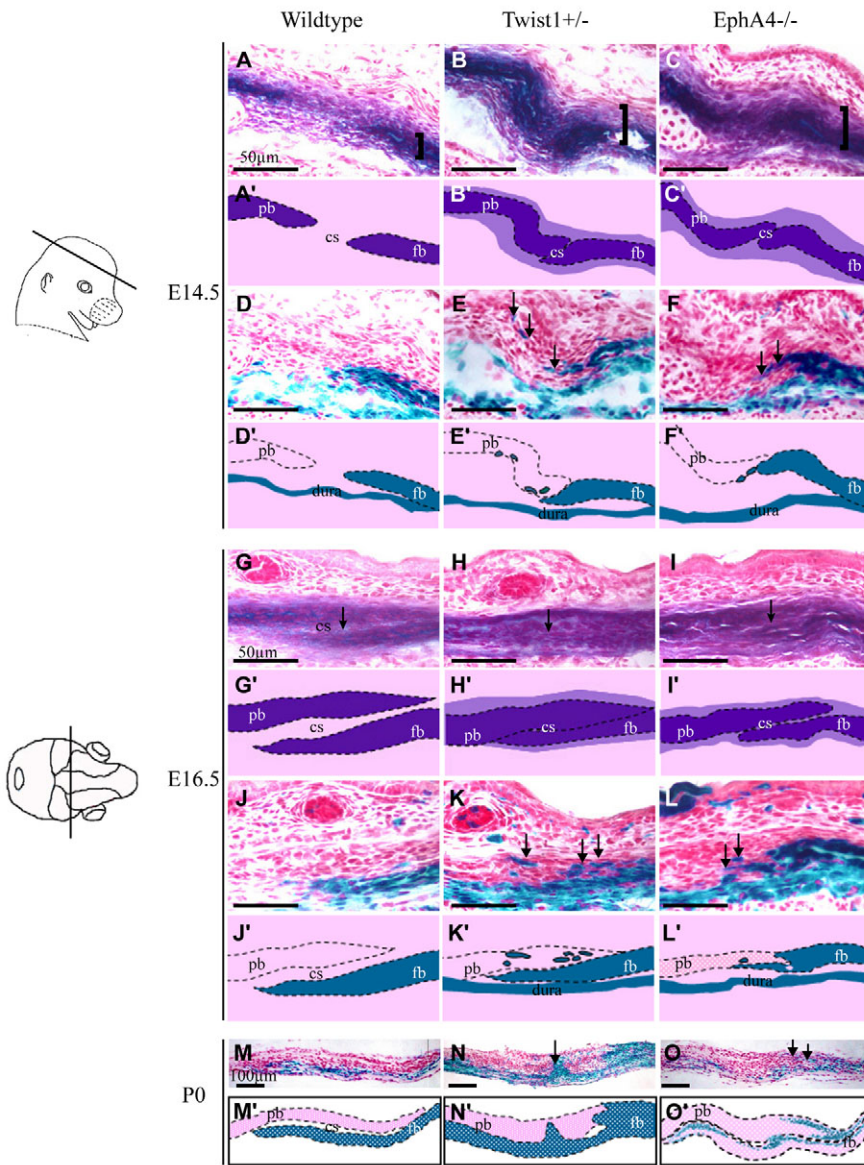 Wildtype Twist1+/- EphA4-/-
A B C
50µm
A' B' C'
pb pb pb
cs cs cs
fb fb fb
E14.5
D E F
D' E' F'
pb pb pb
fb fb fb
dura dura
G H I
cs
50µm
G' H' I'
pb fb pb fb pb fb
cs cs cs
E16.5
J K L
J' K' L'
pb fb pb fb pb fb
cs dura
M N O
100µm
P0
M' N' O'
pb pb pb
cs fb fb fb